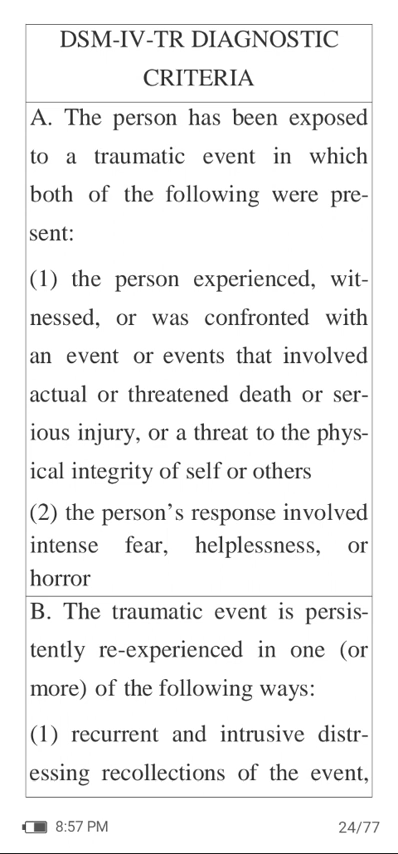 DSM-IV-TR DIAGNOSTIC
CRITERIA
A. The person has been exposed
to a traumatic event in which
both of the following were pre-
sent:
(1) the person experienced, wit-
nessed, or was confronted with
an event or events that involved
actual or threatened death or ser-
ious injury, or a threat to the phys-
ical integrity of self or others
(2) the person’s response involved
intense fear, helplessness, or
horror
B. The traumatic event is persis-
tently re-experienced in one (or
more) of the following ways:
(1) recurrent and intrusive distr-
essing recollections of the event,
8:57 PM 24/77